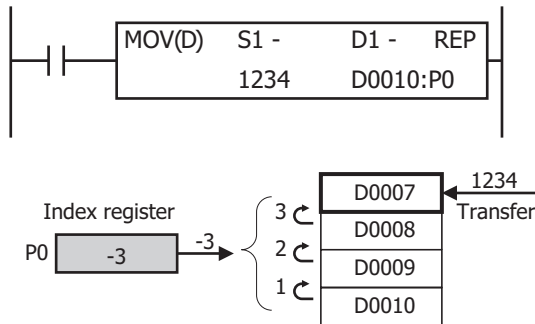 MOV(D) S1 - D1 - REP
1234 D0010:P0
Index register
P0 -3 -3
3
2
1
D0007
D0008
D0009
D0010
1234
Transfer